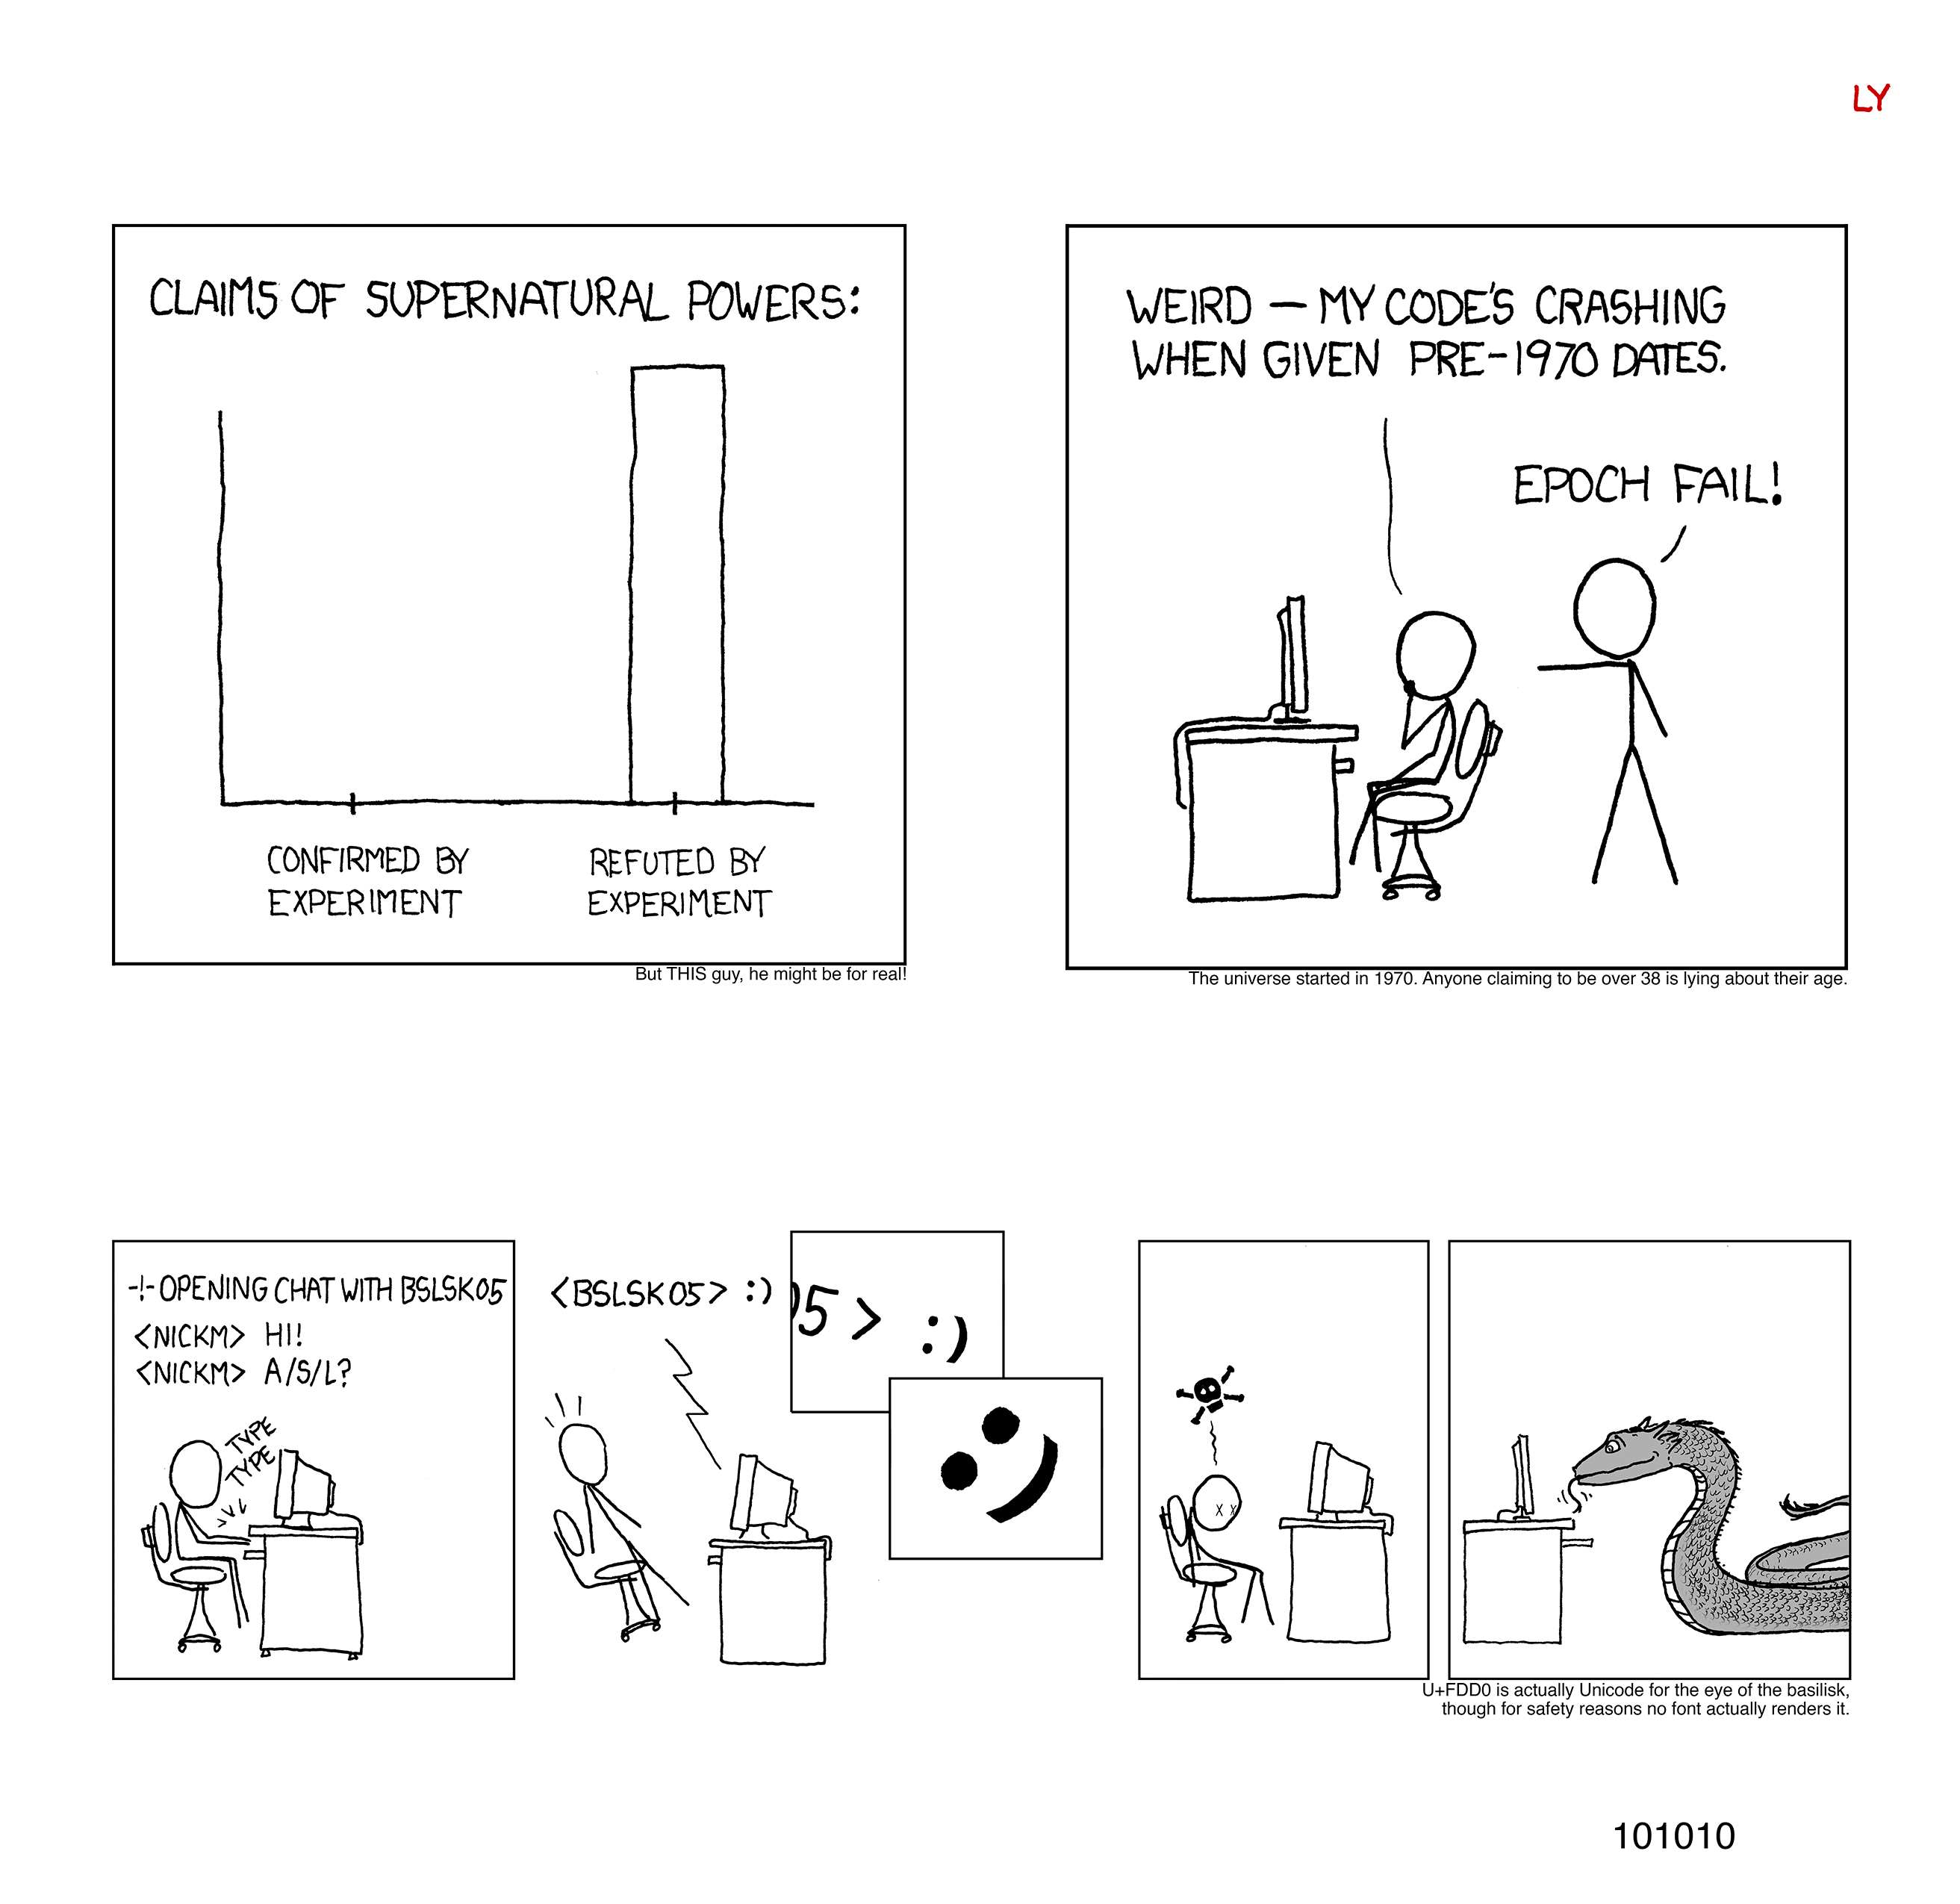 LY
CLAIMS OF SUPERNATURAL POWERS:
CONFIRMED BY
EXPERIMENT
REFUTED BY
EXPERIMENT
But THIS guy, he might be for real!
WEIRD — MY CODE'S CRASHING
WHEN GIVEN PRE-1970 DATES.
EPOCH FAIL!
The universe started in 1970. Anyone claiming to be over 38 is lying about their age.
-!- OPENING CHAT WITH BSLSK05
<NICKM> HI!
<NICKM> A/S/L?
TYPE
TYPE
<BSLSK05> :)
05> :)
:)
X X
U+FDD0 is actually Unicode for the eye of the basilisk,
though for safety reasons no font actually renders it.
101010